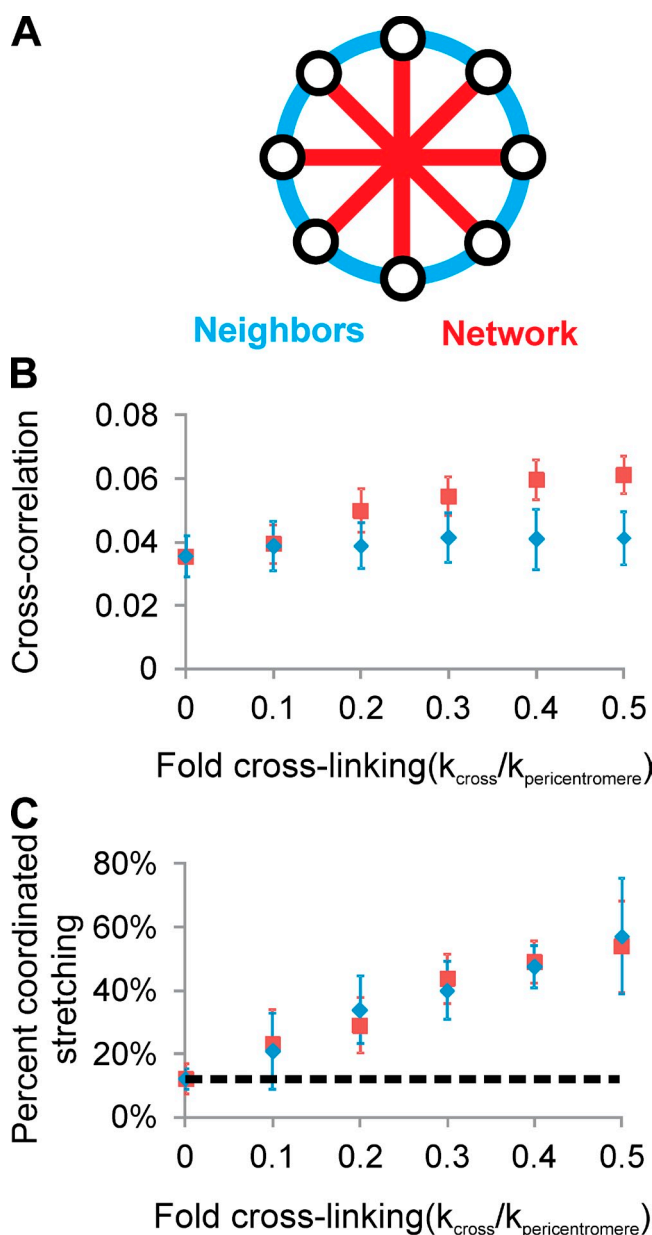 A
Neighbors Network
B
Cross-correlation
0.08
0.06
0.04
0.02
0
0 0.1 0.2 0.3 0.4 0.5
Fold cross-linking(kcross/kpericentromere)
C
Percent coordinated
stretching
80%
60%
40%
20%
0%
0 0.1 0.2 0.3 0.4 0.5
Fold cross-linking(kcross/kpericentromere)